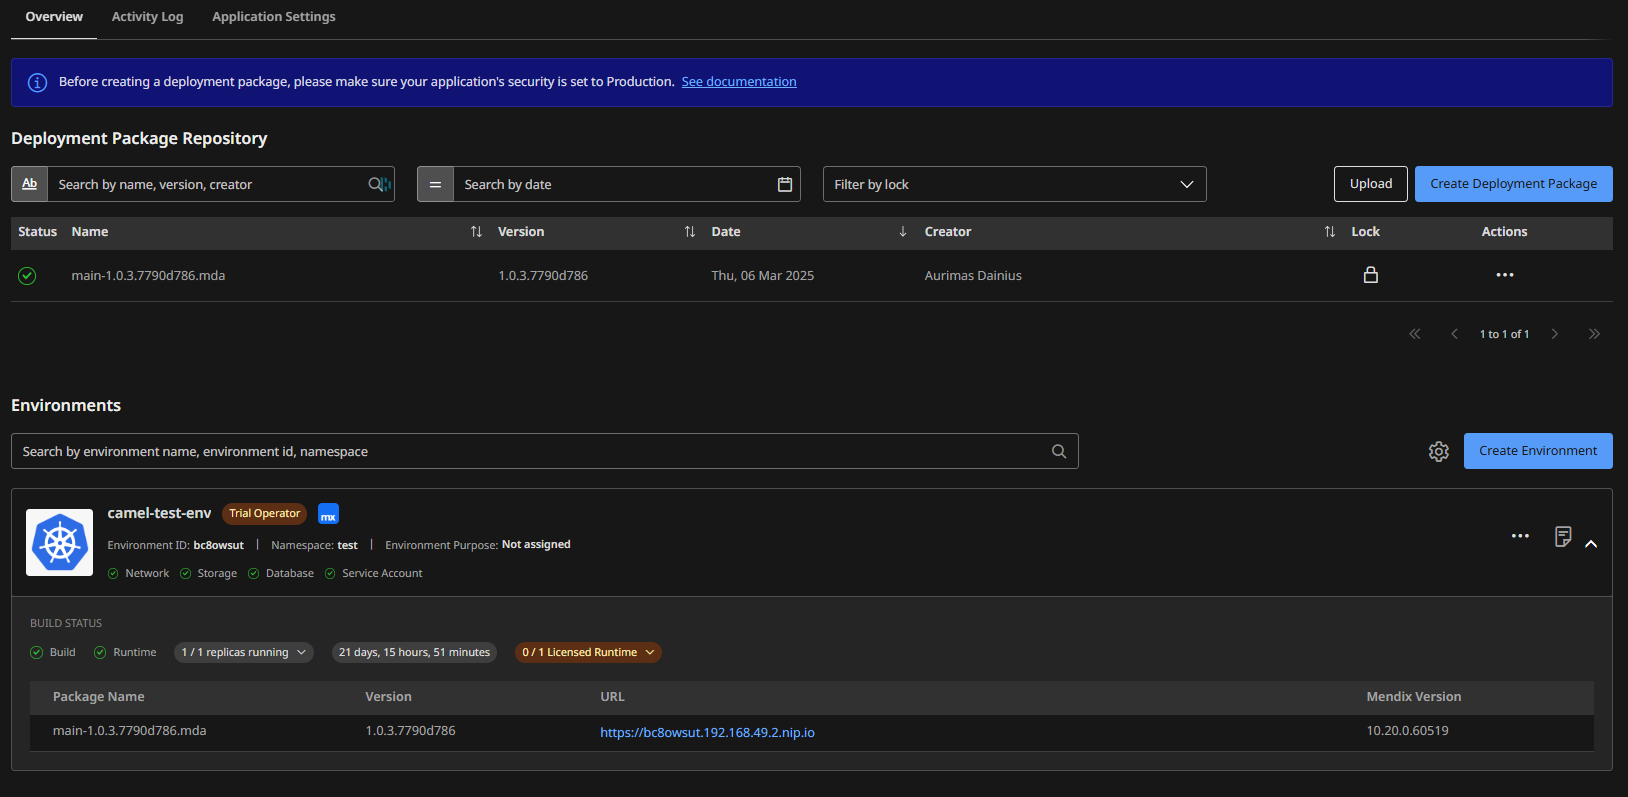 Overview Activity Log Application Settings
Before creating a deployment package, please make sure your application's security is set to Production. See documentation
Deployment Package Repository
Ab Search by name, version, creator = Search by date Filter by lock Upload Create Deployment Package
Status Name Version Date Creator Lock Actions
main-1.0.3.7790d786.mda 1.0.3.7790d786 Thu, 06 Mar 2025 Aurimas Dainius
1 to 1 of 1
Environments
Search by environment name, environment id, namespace Create Environment
camel-test-env Trial Operator mx
Environment ID: bc8owsut | Namespace: test | Environment Purpose: Not assigned
Network Storage Database Service Account
BUILD STATUS
Build Runtime 1 / 1 replicas running 21 days, 15 hours, 51 minutes 0 / 1 Licensed Runtime
Package Name Version URL Mendix Version
main-1.0.3.7790d786.mda 1.0.3.7790d786 https://bc8owsut.192.168.49.2.nip.io 10.20.0.60519